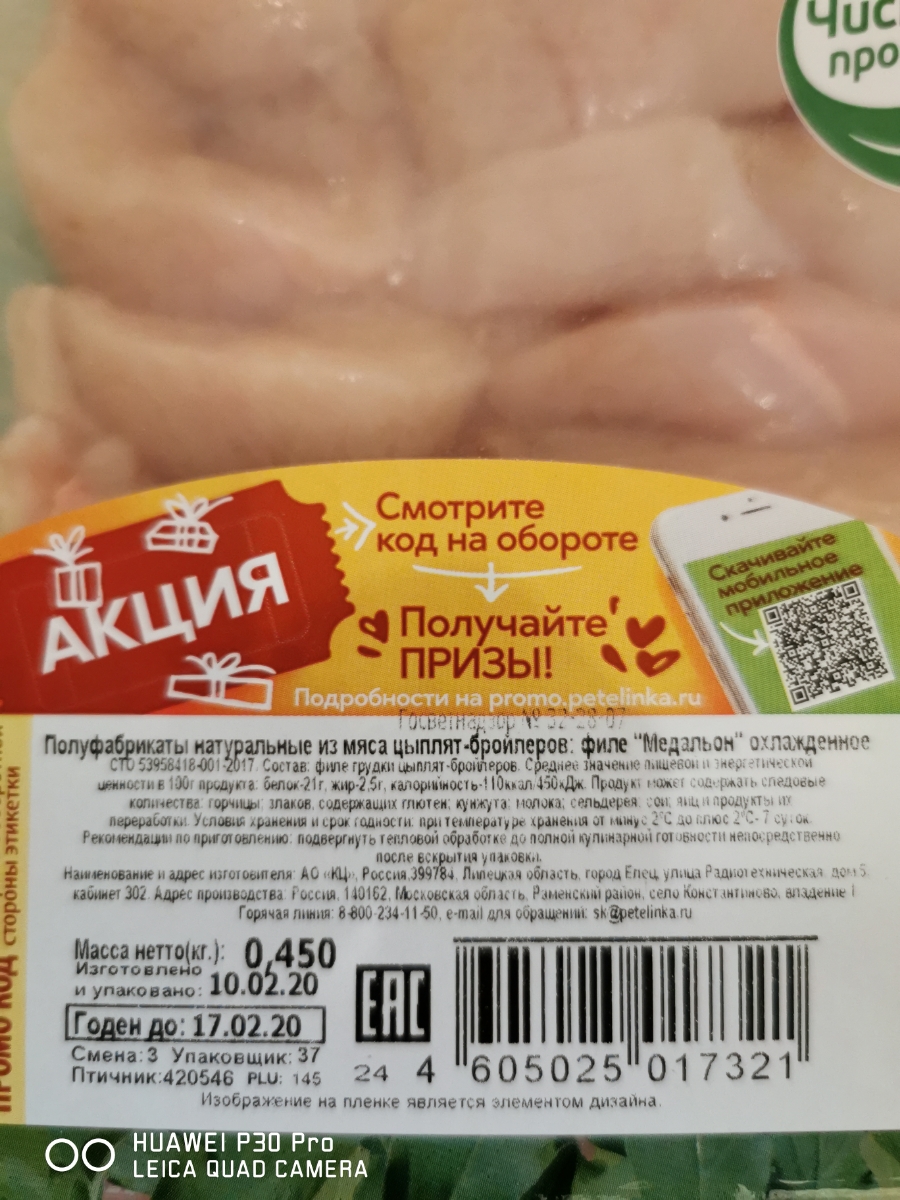 Чис
про
АКЦИЯ
Смотрите
код на обороте
Получайте
ПРИЗЫ!
Подробности на promo.petelinka.ru
Скачивайте
мобильное
приложение
Госветнадзор № 32-28-07
Полуфабрикаты натуральные из мяса цыплят-бройлеров: филе "Медальон" охлажденное
СТО 53958418-001-2017. Состав: филе грудки цыплят-бройлеров. Среднее значение пищевой и энергетической
ценности в 100г продукта: белок-21г, жир-2,5г, калорийность-110ккал/450кДж. Продукт может содержать следовые
количества: горчицы; злаков, содержащих глютен; кунжута; молока; сельдерея; сои; яиц и продукты их
переработки. Условия хранения и срок годности: при температуре хранения от минус 2°С до плюс 2°С- 7 суток.
Рекомендации по приготовлению: подвергнуть тепловой обработке до полной кулинарной готовности непосредственно
после вскрытия упаковки.
Наименование и адрес изготовителя: АО «КЦ», Россия,399784, Липецкая область, город Елец, улица Радиотехническая, дом 5,
кабинет 302. Адрес производства: Россия, 140162, Московская область, Раменский район, село Константиново, владение 1
Горячая линия: 8-800-234-11-50, e-mail для обращений: sk@petelinka.ru
Масса нетто(кг.): 0,450
Изготовлено
и упаковано: 10.02.20
Годен до: 17.02.20
Смена:3 Упаковщик: 37
Птичник:420546 PLU: 145
ЕАС
24
4 605025 017321
Изображение на пленке является элементом дизайна.
ПРОМО КОД
стороны этикетки
HUAWEI P30 Pro
LEICA QUAD CAMERA